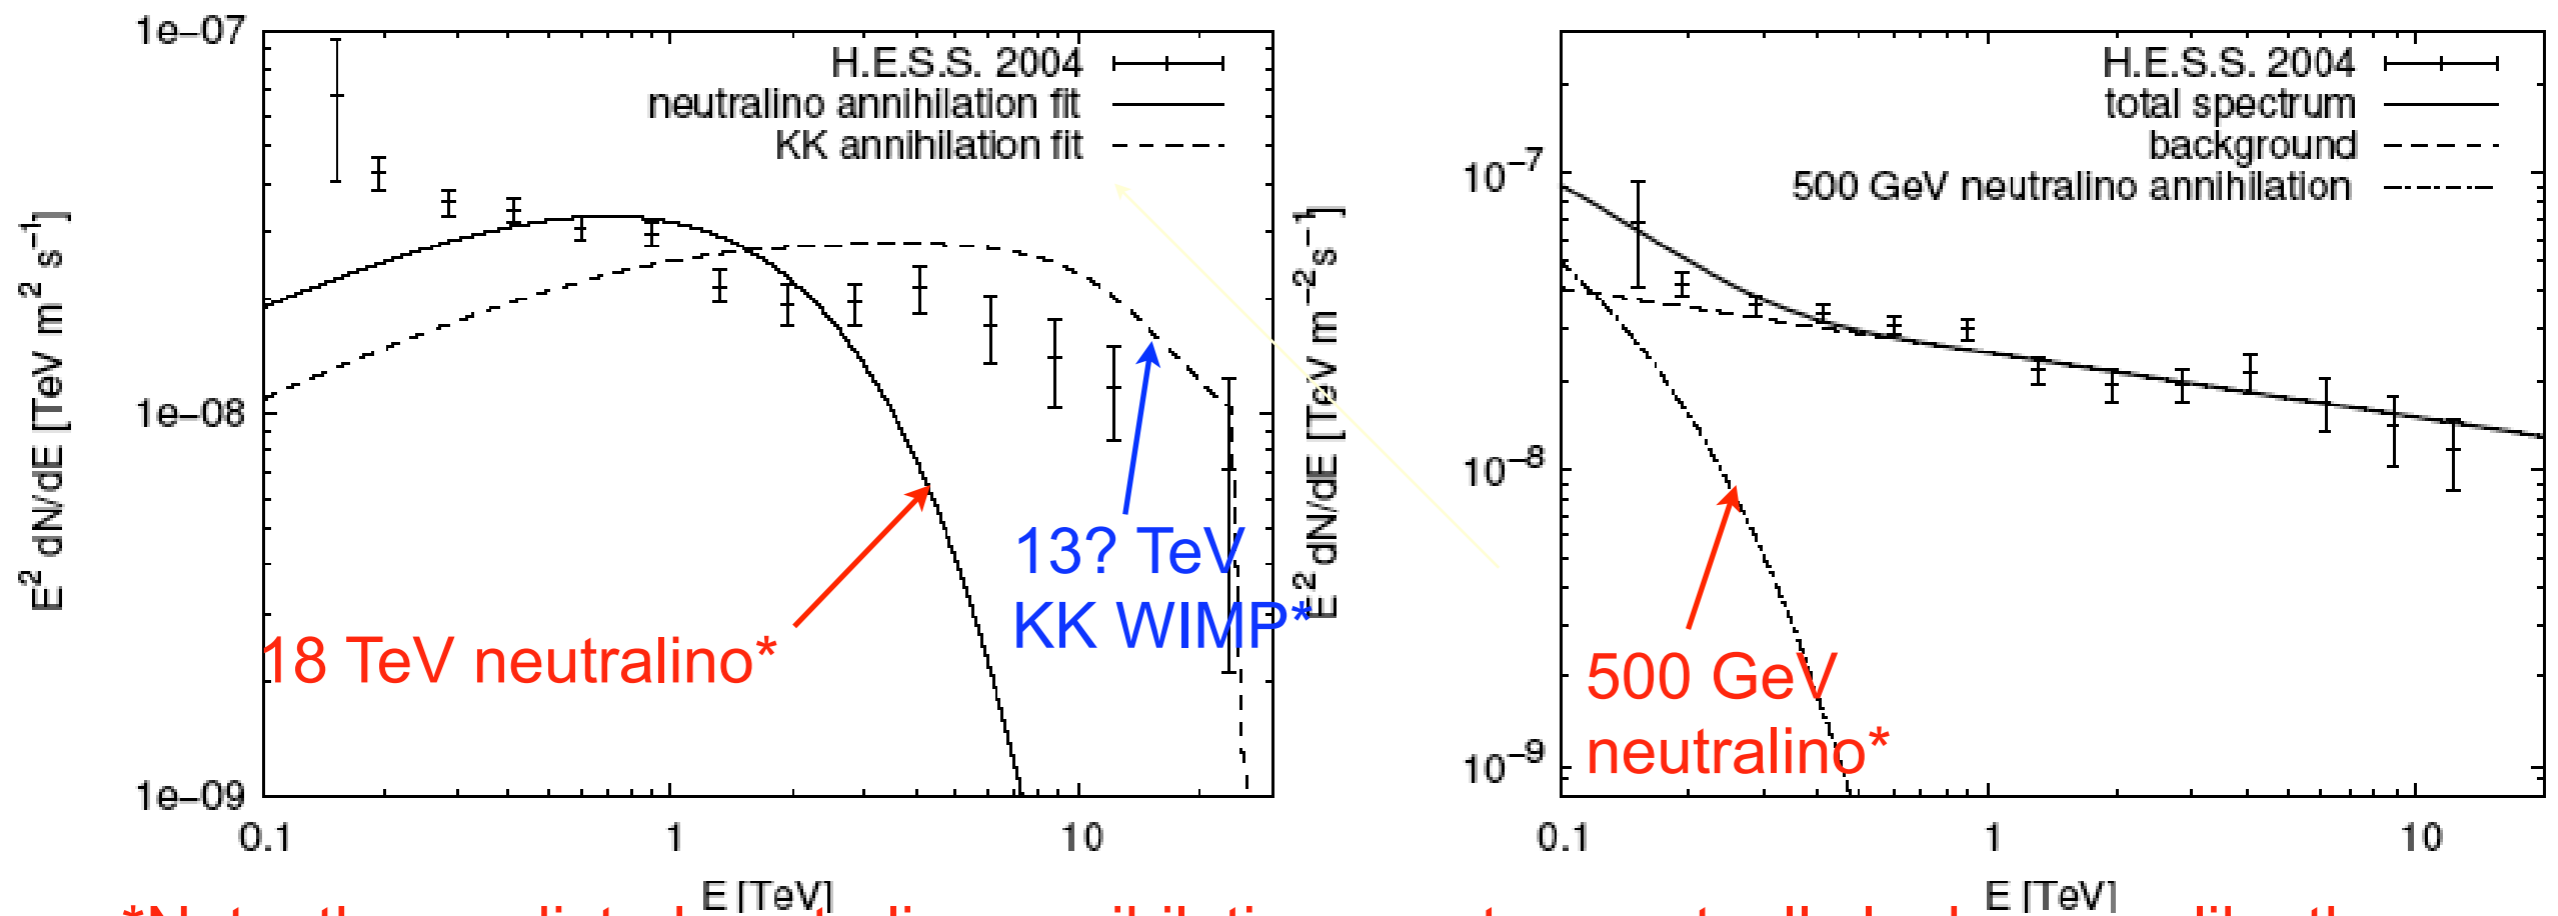 1e−07
H.E.S.S. 2004
neutralino annihilation fit
KK annihilation fit
E² dN/dE [TeV m² s⁻¹]
1e−08
1e−09
18 TeV neutralino*
13? TeV
KK WIMP*
0.1
1
10
E [TeV]
H.E.S.S. 2004
total spectrum
background
500 GeV neutralino annihilation
E² dN/dE [TeV m⁻² s⁻¹]
10⁻⁷
10⁻⁸
10⁻⁹
500 GeV
neutralino*
0.1
1
10
E [TeV]